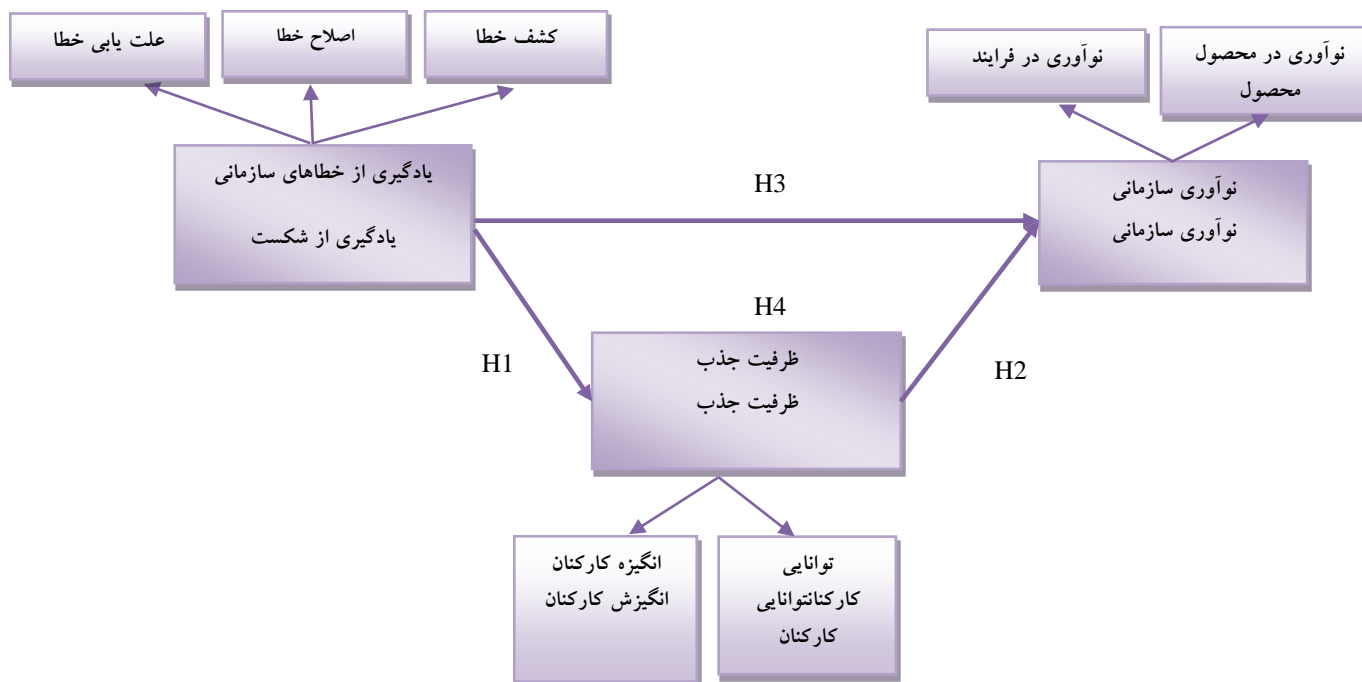 علت یابی خطا
اصلاح خطا
کشف خطا
نوآوری در فرایند
نوآوری در محصول
محصول
یادگیری از خطاهای سازمانی
یادگیری از شکست
H3
نوآوری سازمانی
نوآوری سازمانی
H4
H1
ظرفیت جذب
ظرفیت جذب
H2
انگیزه کارکنان
انگیزش کارکنان
توانایی
کارکنانتوانایی
کارکنان